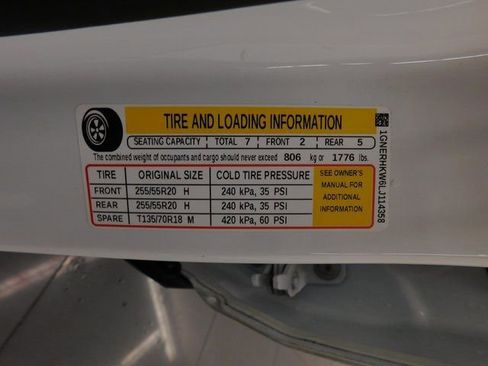 TIRE AND LOADING INFORMATION
SEATING CAPACITY TOTAL 7 FRONT 2 REAR 5
The combined weight of occupants and cargo should never exceed 806 kg or 1776 lbs.
TIRE ORIGINAL SIZE COLD TIRE PRESSURE
FRONT 255/55R20 H 240 kPa, 35 PSI
REAR 255/55R20 H 240 kPa, 35 PSI
SPARE T135/70R18 M 420 kPa, 60 PSI
SEE OWNER'S
MANUAL FOR
ADDITIONAL
INFORMATION
1GNERHKW6LJ114358